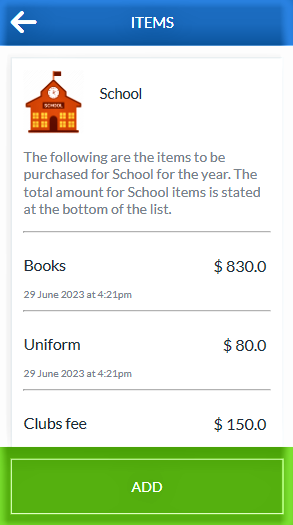 ITEMS
SCHOOL
School
The following are the items to be
purchased for School for the year. The
total amount for School items is stated
at the bottom of the list.
Books $ 830.0
29 June 2023 at 4:21pm
Uniform $ 80.0
29 June 2023 at 4:21pm
Clubs fee $ 150.0
ADD